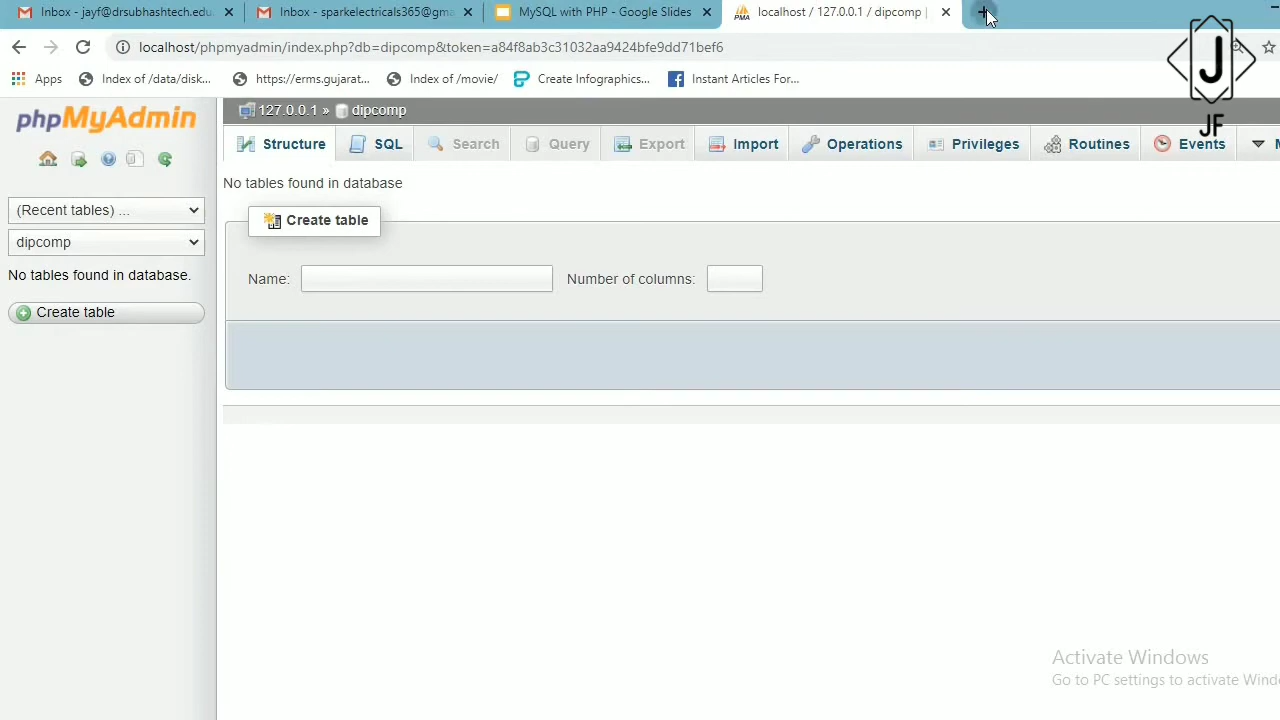 Inbox - jayf@drsubhashtech.edu.
Inbox - sparkelectricals365@gma
MySQL with PHP - Google Slides
localhost / 127.0.0.1 / dipcomp |
localhost/phpmyadmin/index.php?db=dipcomp&token=a84f8ab3c31032aa9424bfe9dd71bef6
Apps
Index of /data/disk...
https://erms.gujarat...
Index of /movie/
Create Infographics...
Instant Articles For...
J
JF
phpMyAdmin
127.0.0.1 » dipcomp
Structure
SQL
Search
Query
Export
Import
Operations
Privileges
Routines
Events
(Recent tables) ...
dipcomp
No tables found in database.
Create table
No tables found in database
Create table
Name:
Number of columns:
Activate Windows
Go to PC settings to activate Wind